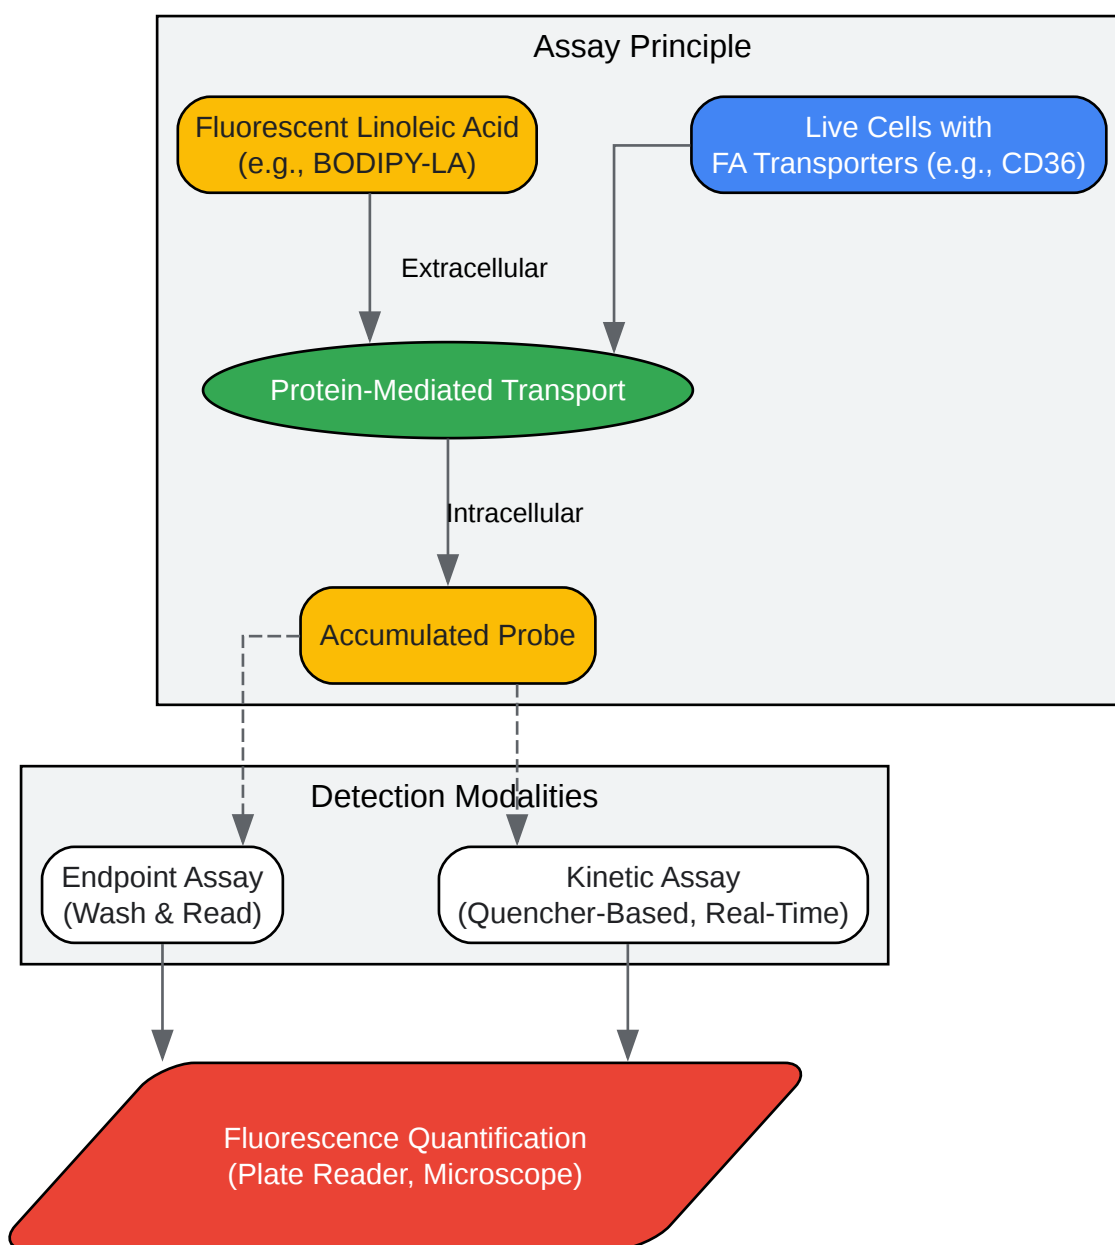 Assay Principle
Fluorescent Linoleic Acid
(e.g., BODIPY-LA)
Live Cells with
FA Transporters (e.g., CD36)
Extracellular
Protein-Mediated Transport
Intracellular
Accumulated Probe
Detection Modalities
Endpoint Assay
(Wash & Read)
Kinetic Assay
(Quencher-Based, Real-Time)
Fluorescence Quantification
(Plate Reader, Microscope)